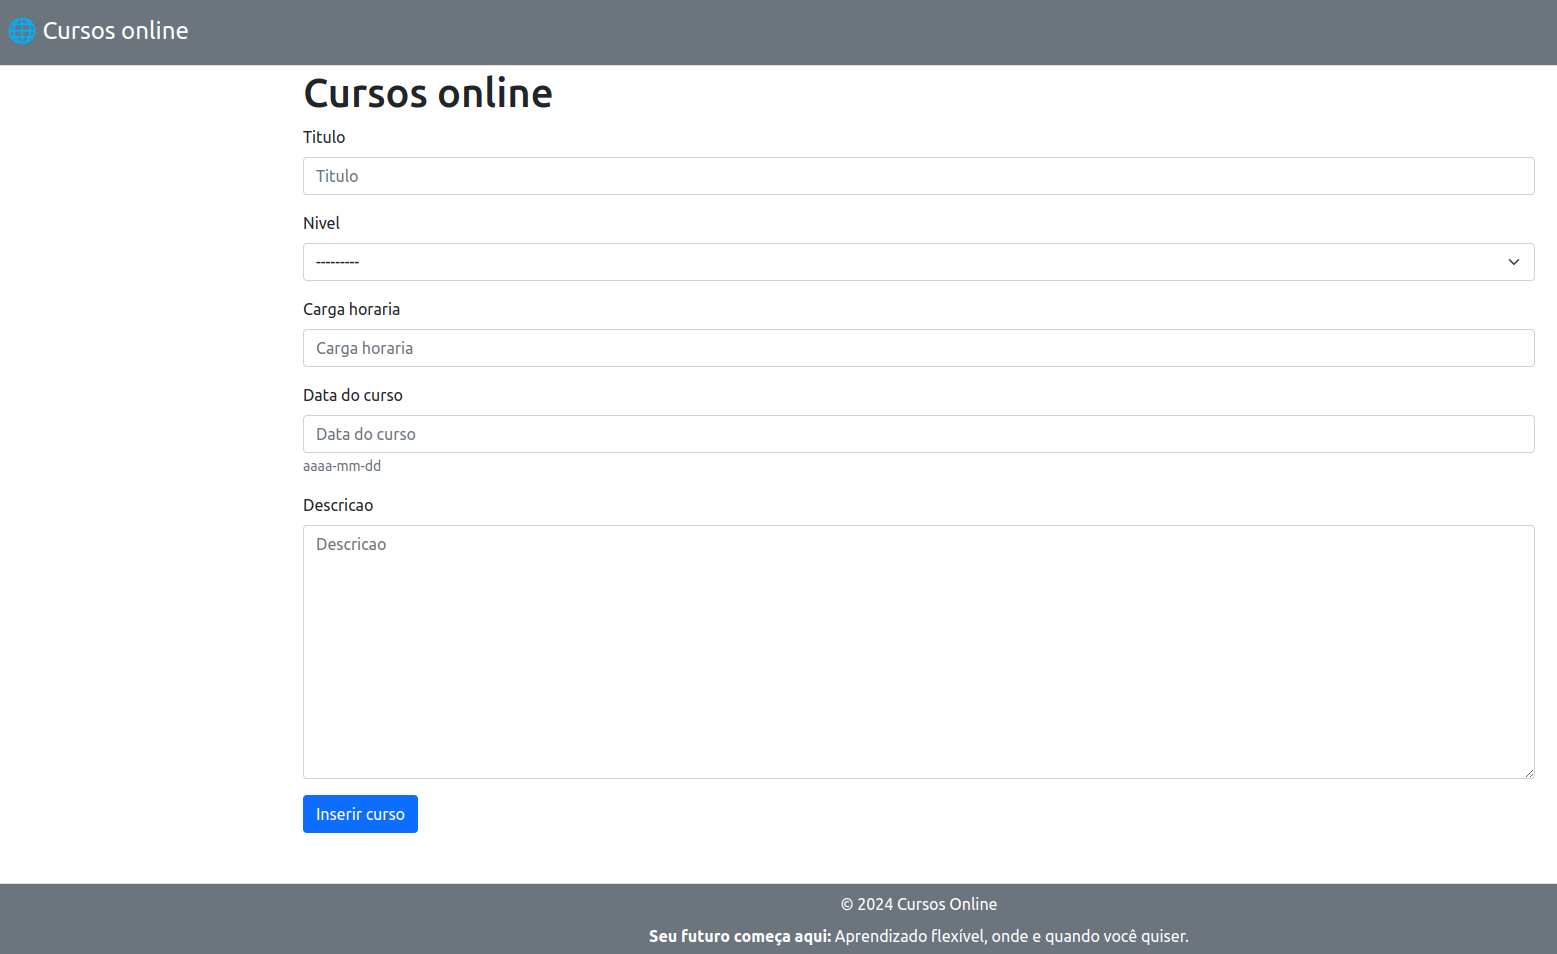 Cursos online
Cursos online
Titulo
Titulo
Nivel
---------
Carga horaria
Carga horaria
Data do curso
Data do curso
aaaa-mm-dd
Descricao
Descricao
Inserir curso
© 2024 Cursos Online
Seu futuro começa aqui: Aprendizado flexível, onde e quando você quiser.